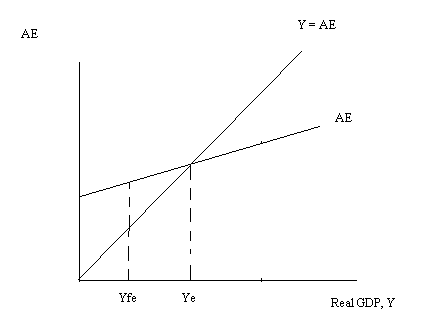 Y = AE
AE
AE
Yfe
Ye
Real GDP, Y